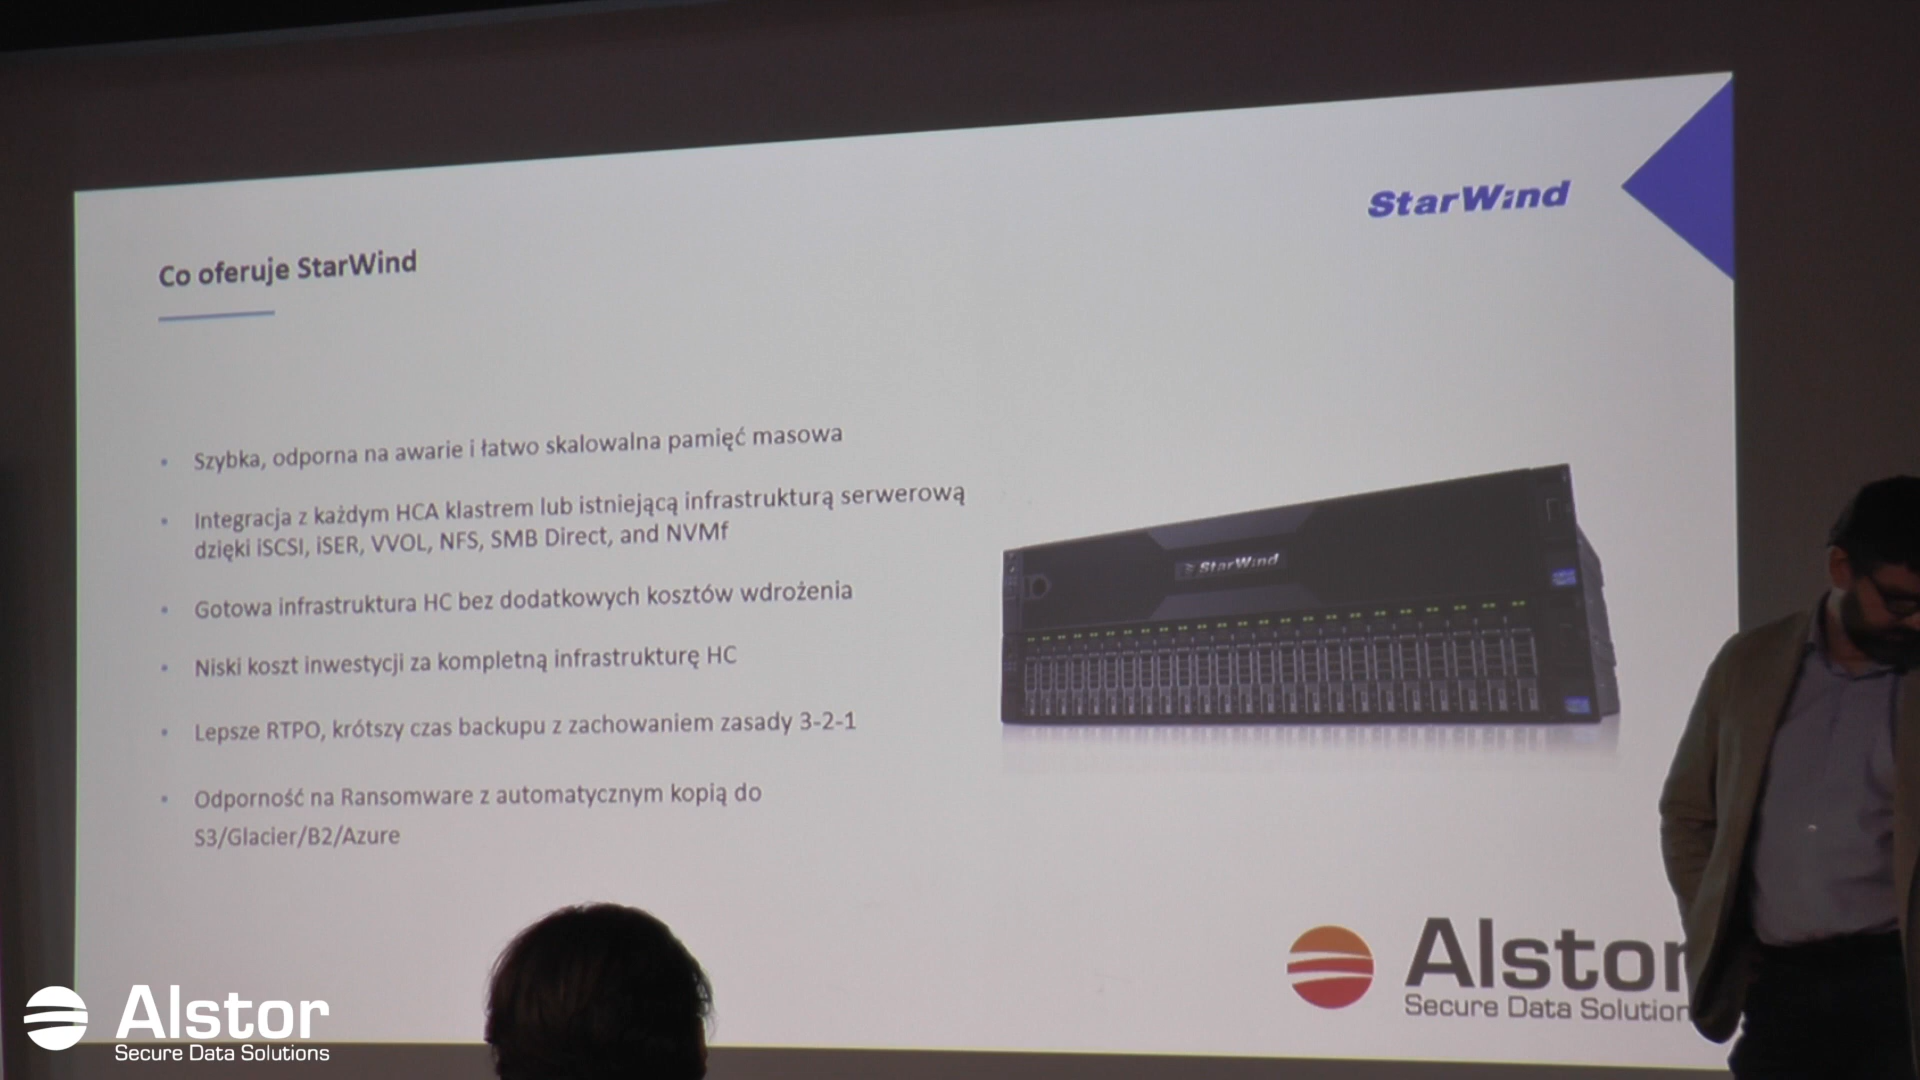 StarWind
Co oferuje StarWind
• Szybka, odporna na awarie i łatwo skalowalna pamięć masowa
• Integracja z każdym HCA klastrem lub istniejącą infrastrukturą serwerową
dzięki iSCSI, iSER, VVOL, NFS, SMB Direct, and NVMf
• Gotowa infrastruktura HC bez dodatkowych kosztów wdrożenia
• Niski koszt inwestycji za kompletną infrastrukturę HC
• Lepsze RTPO, krótszy czas backupu z zachowaniem zasady 3-2-1
• Odporność na Ransomware z automatycznym kopią do
S3/Glacier/B2/Azure
StarWind
Alstor
Secure Data Solution
Alstor
Secure Data Solutions